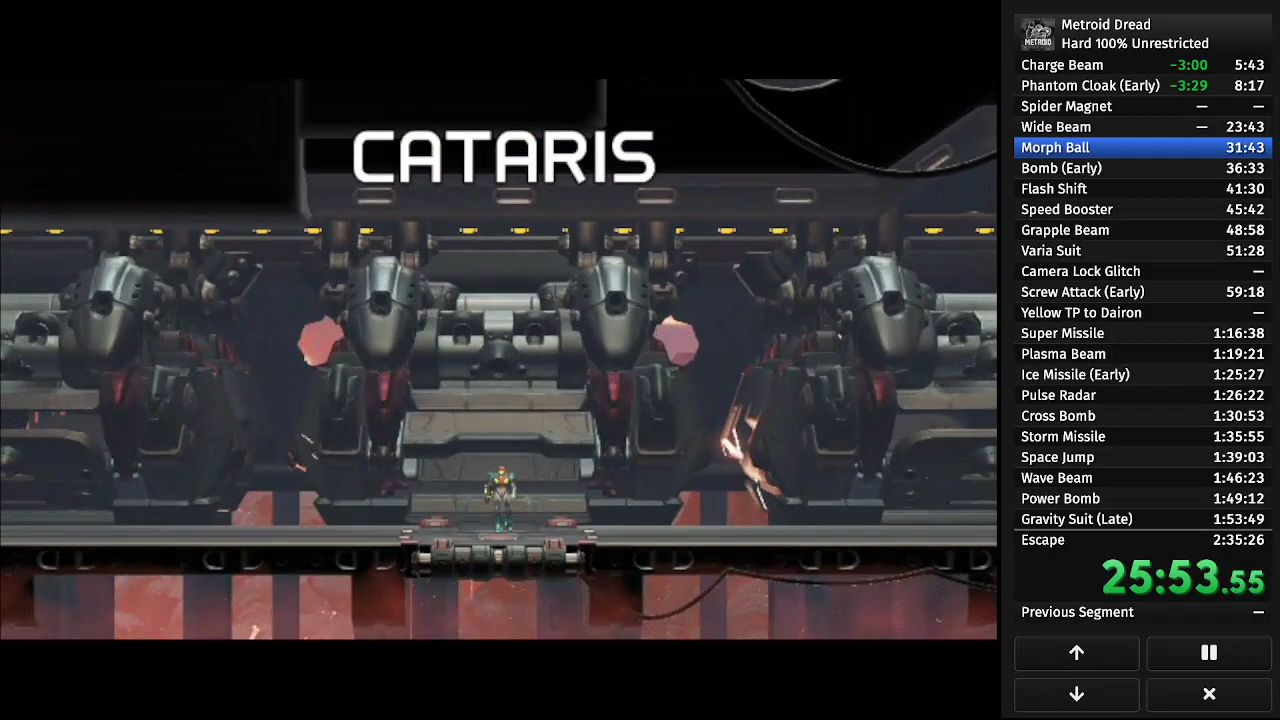 CATARIS
METROID
Metroid Dread
Hard 100% Unrestricted
Charge Beam −3:00 5:43
Phantom Cloak (Early) −3:29 8:17
Spider Magnet — —
Wide Beam — 23:43
Morph Ball 31:43
Bomb (Early) 36:33
Flash Shift 41:30
Speed Booster 45:42
Grapple Beam 48:58
Varia Suit 51:28
Camera Lock Glitch —
Screw Attack (Early) 59:18
Yellow TP to Dairon —
Super Missile 1:16:38
Plasma Beam 1:19:21
Ice Missile (Early) 1:25:27
Pulse Radar 1:26:22
Cross Bomb 1:30:53
Storm Missile 1:35:55
Space Jump 1:39:03
Wave Beam 1:46:23
Power Bomb 1:49:12
Gravity Suit (Late) 1:53:49
Escape 2:35:26
25:53.55
Previous Segment —